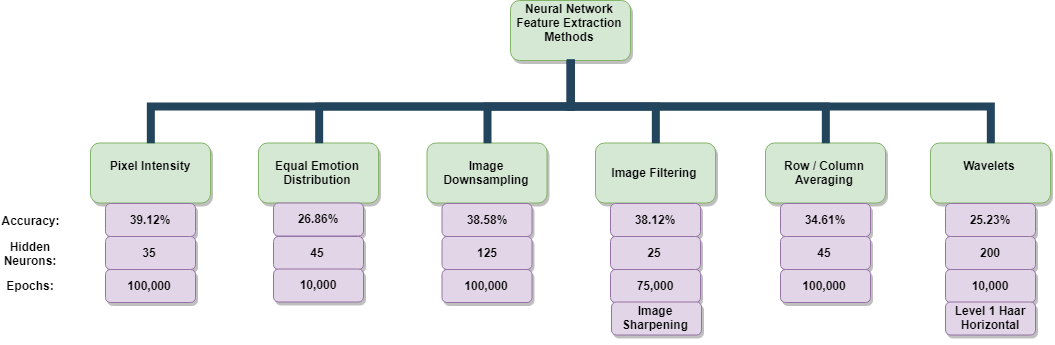 Neural Network
Feature Extraction
Methods
Pixel Intensity
Equal Emotion
Distribution
Image
Downsampling
Image Filtering
Row / Column
Averaging
Wavelets
Accuracy: 39.12% 26.86% 38.58% 38.12% 34.61% 25.23%
Hidden
Neurons: 35 45 125 25 45 200
Epochs: 100,000 10,000 100,000 75,000 100,000 10,000
Image
Sharpening
Level 1 Haar
Horizontal